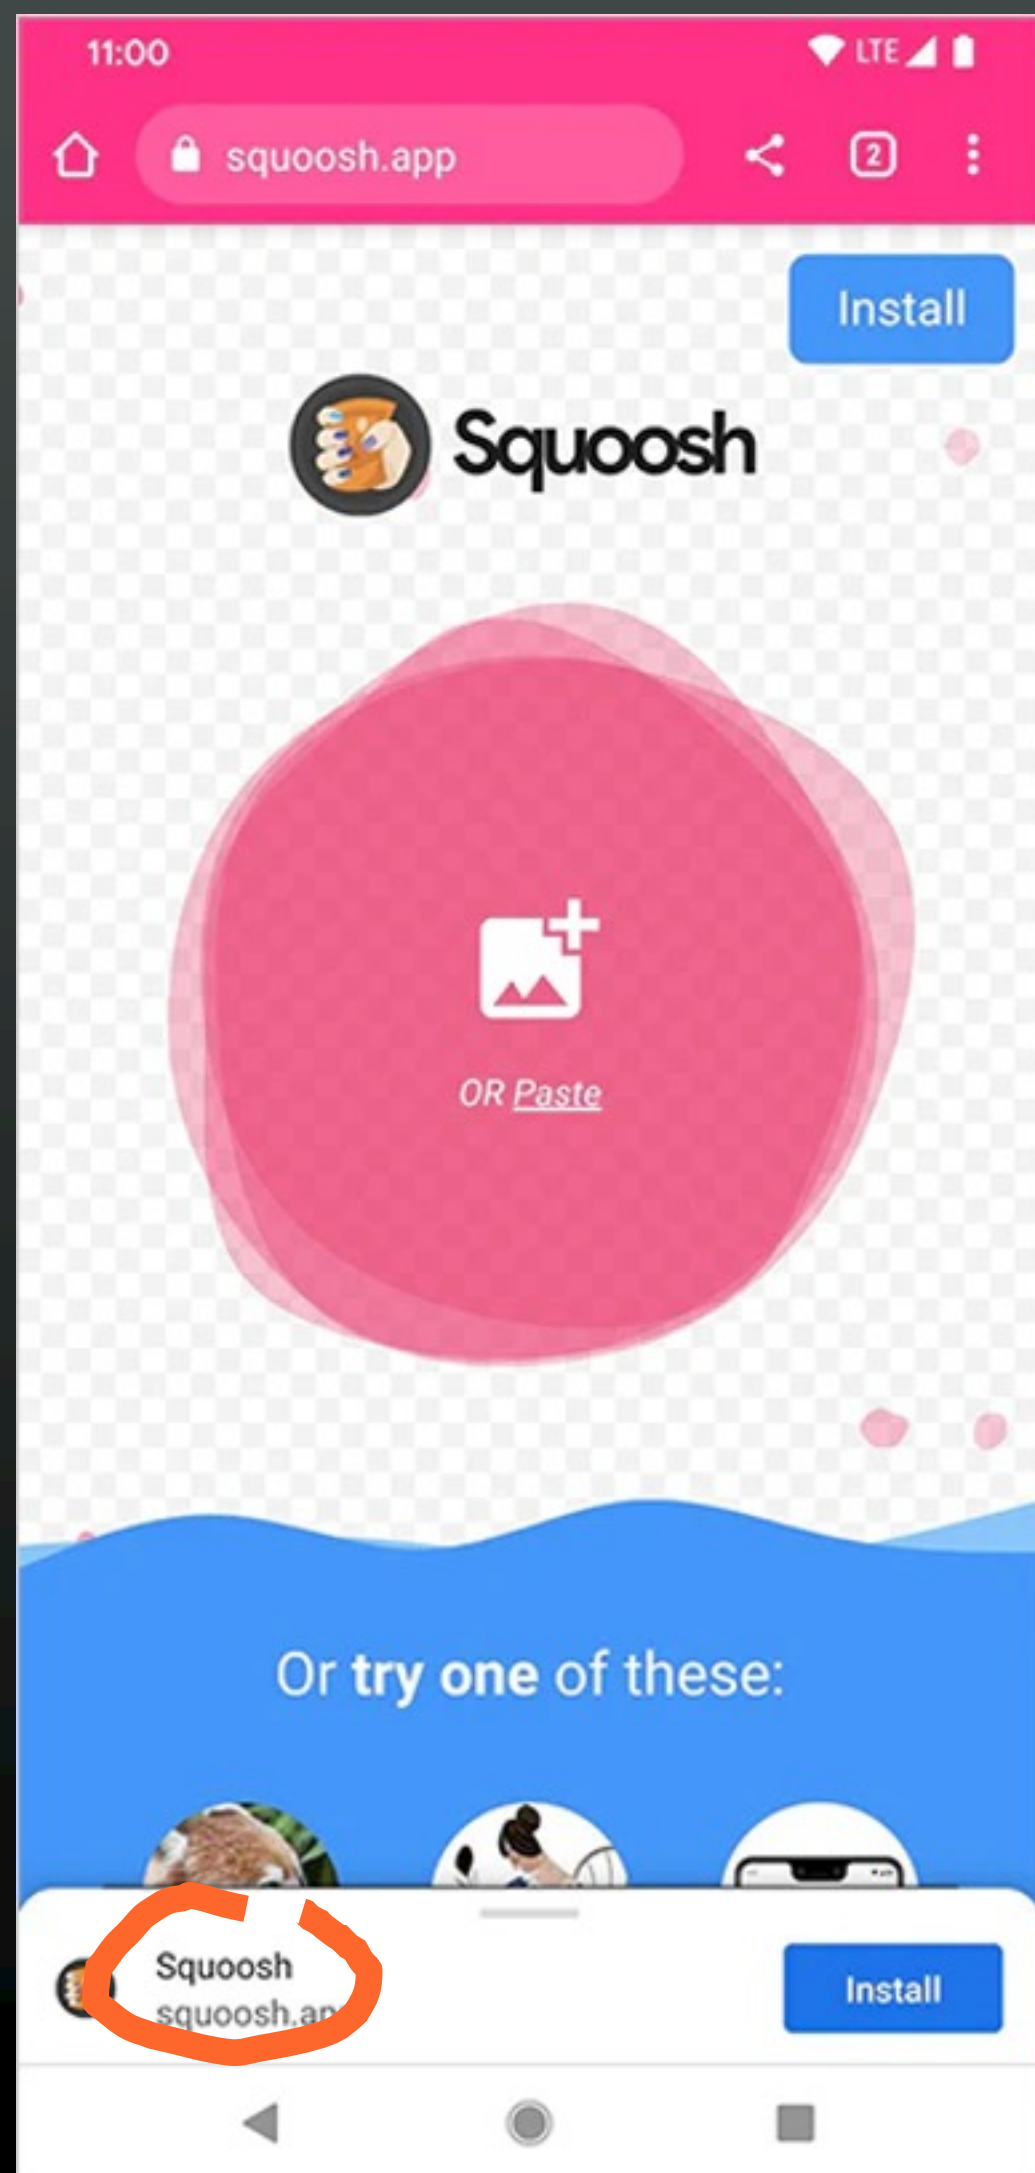 11:00
LTE
squoosh.app
2
Install
Squoosh
OR Paste
Or try one of these:
Squoosh
Install